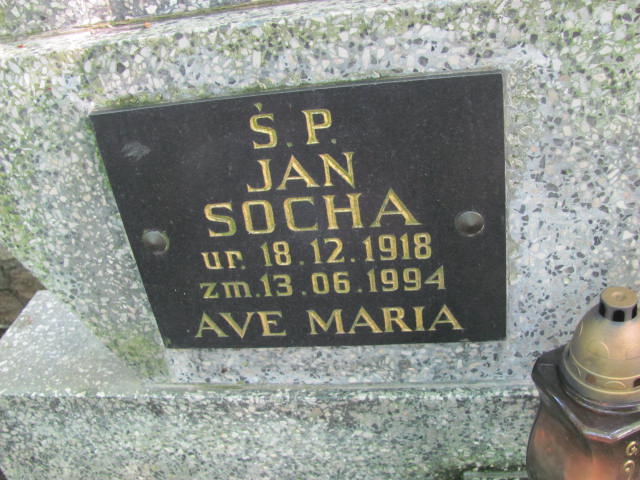 Ś.P.
JAN
SOCHA
ur. 18.12.1918
zm.13.06.1994
AVE MARIA